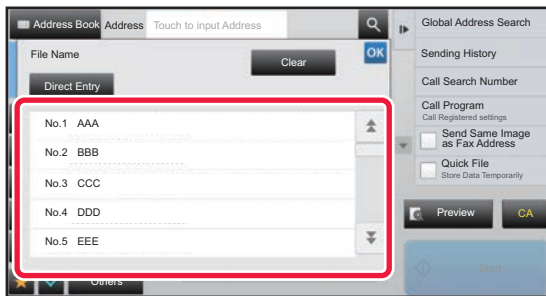 Address Book Address Touch to input Address
File Name
Clear
OK
Direct Entry
No.1 AAA
No.2 BBB
No.3 CCC
No.4 DDD
No.5 EEE
Others
Global Address Search
Sending History
Call Search Number
Call Program
Call Registered settings
Send Same Image
as Fax Address
Quick File
Store Data Temporarily
Preview
CA
Start